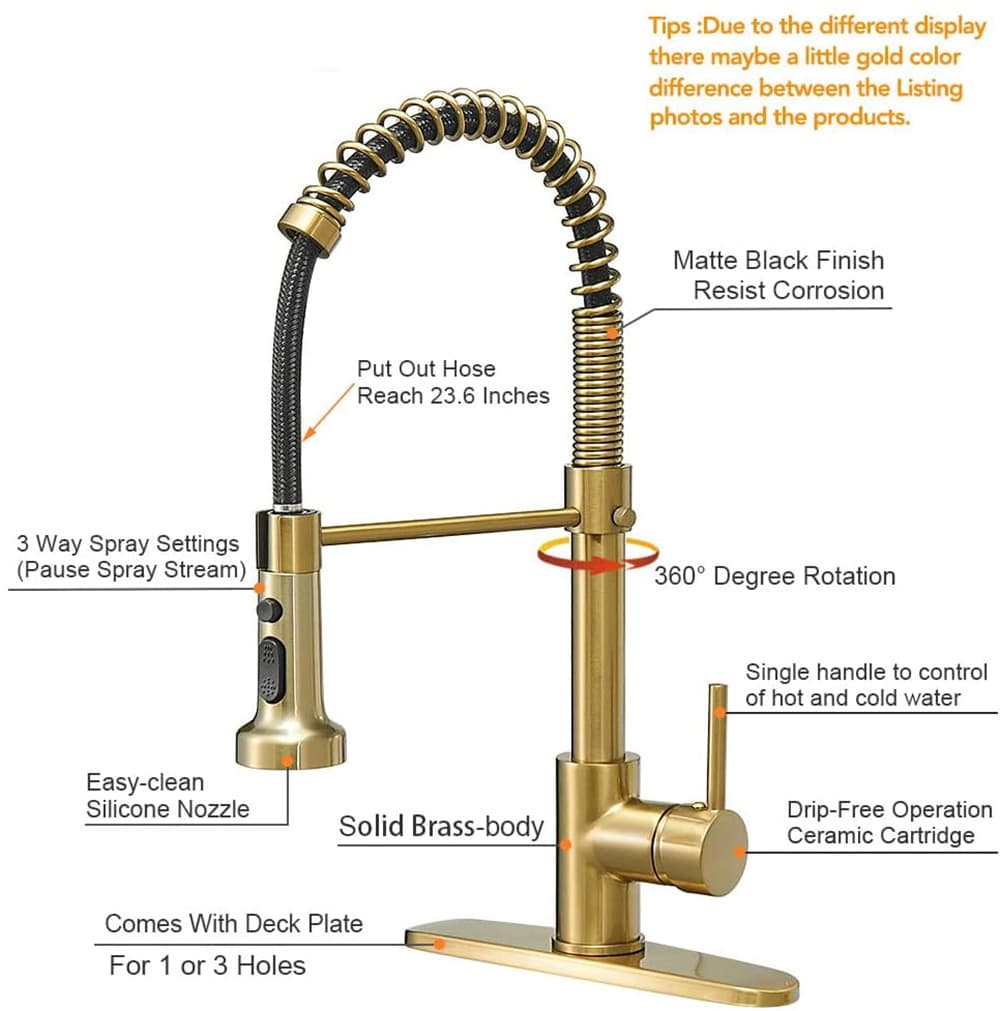 Tips :Due to the different display
there maybe a little gold color
difference between the Listing
photos and the products.
Matte Black Finish
Resist Corrosion
Put Out Hose
Reach 23.6 Inches
3 Way Spray Settings
(Pause Spray Stream)
360° Degree Rotation
Single handle to control
of hot and cold water
Easy-clean
Silicone Nozzle
Solid Brass-body
Drip-Free Operation
Ceramic Cartridge
Comes With Deck Plate
For 1 or 3 Holes